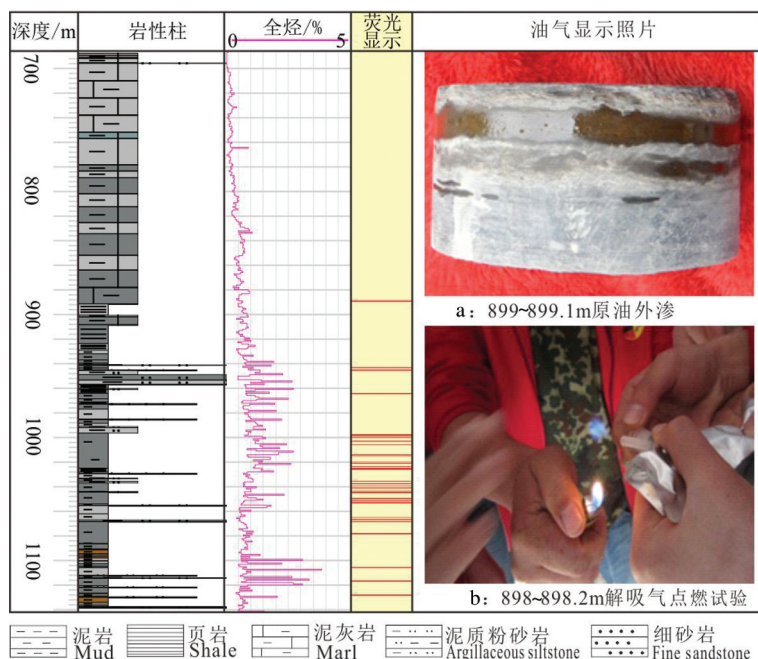 深度/m
岩性柱
全烃/%
0 5
荧光
显示
油气显示照片
700
800
900
1000
1100
a：899~899.1m原油外渗
b：898~898.2m解吸气点燃试验
泥岩
Mud
页岩
Shale
泥灰岩
Marl
泥质粉砂岩
Argillaceous siltstone
细砂岩
Fine sandstone